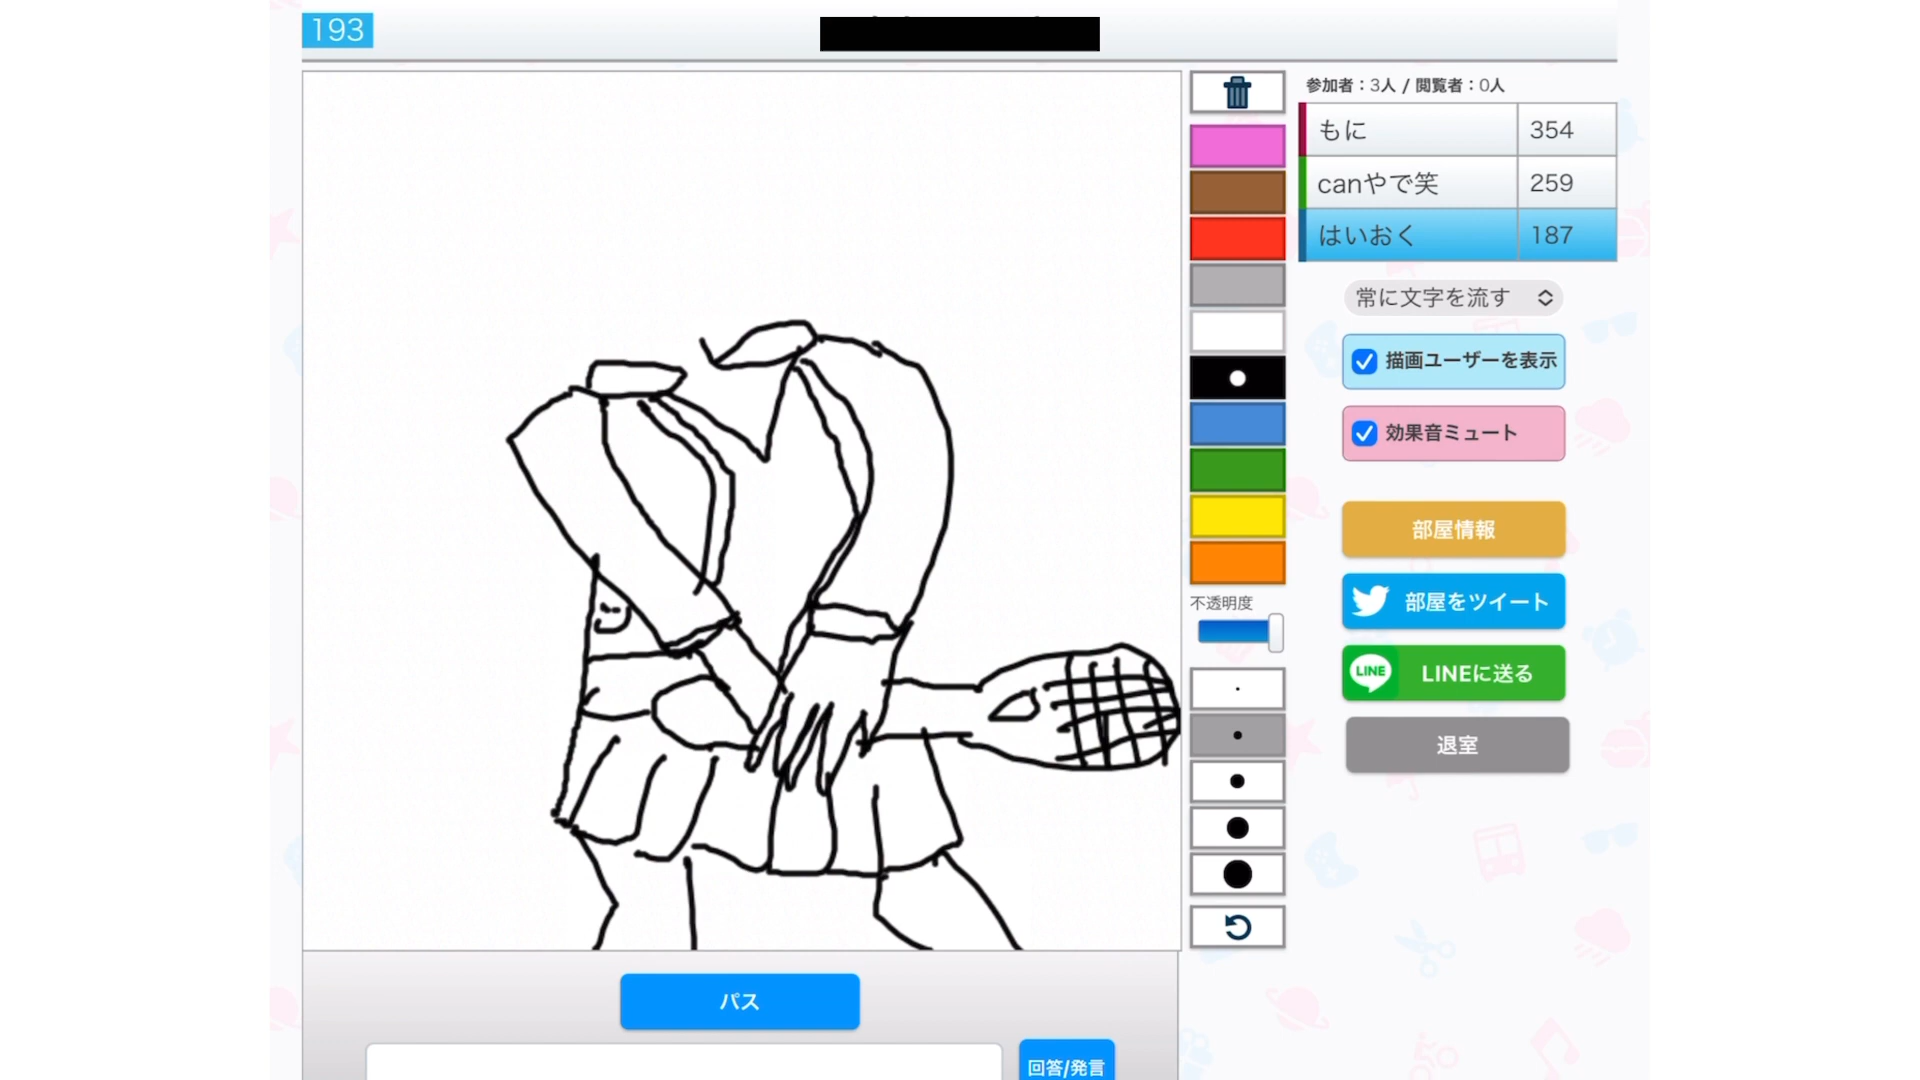 193
参加者：3人 / 閲覧者：0人
もに 354
canやで笑 259
はいおく 187
常に文字を流す
描画ユーザーを表示
効果音ミュート
部屋情報
不透明度
部屋をツイート
LINE LINEに送る
退室
パス
回答/発言